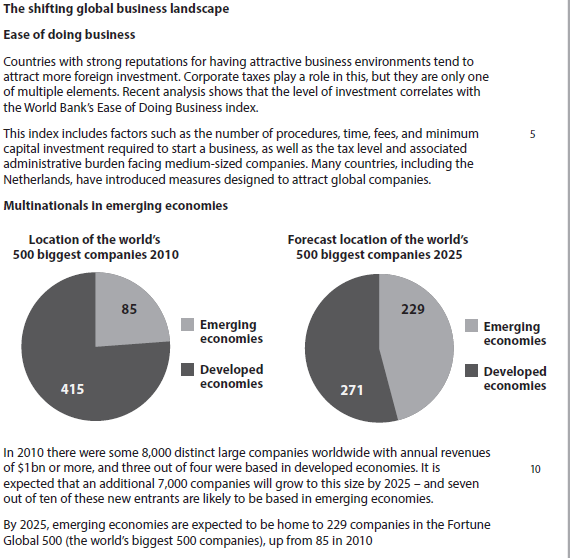 The shifting global business landscape
Ease of doing business
Countries with strong reputations for having attractive business environments tend to
attract more foreign investment. Corporate taxes play a role in this, but they are only one
of multiple elements. Recent analysis shows that the level of investment correlates with
the World Bank's Ease of Doing Business index.
This index includes factors such as the number of procedures, time, fees, and minimum 5
capital investment required to start a business, as well as the tax level and associated
administrative burden facing medium-sized companies. Many countries, including the
Netherlands, have introduced measures designed to attract global companies.
Multinationals in emerging economies
Location of the world's
500 biggest companies 2010
85
415
Emerging
economies
Developed
economies
Forecast location of the world's
500 biggest companies 2025
229
271
Emerging
economies
Developed
economies
In 2010 there were some 8,000 distinct large companies worldwide with annual revenues
of $1bn or more, and three out of four were based in developed economies. It is 10
expected that an additional 7,000 companies will grow to this size by 2025 – and seven
out of ten of these new entrants are likely to be based in emerging economies.
By 2025, emerging economies are expected to be home to 229 companies in the Fortune
Global 500 (the world's biggest 500 companies), up from 85 in 2010